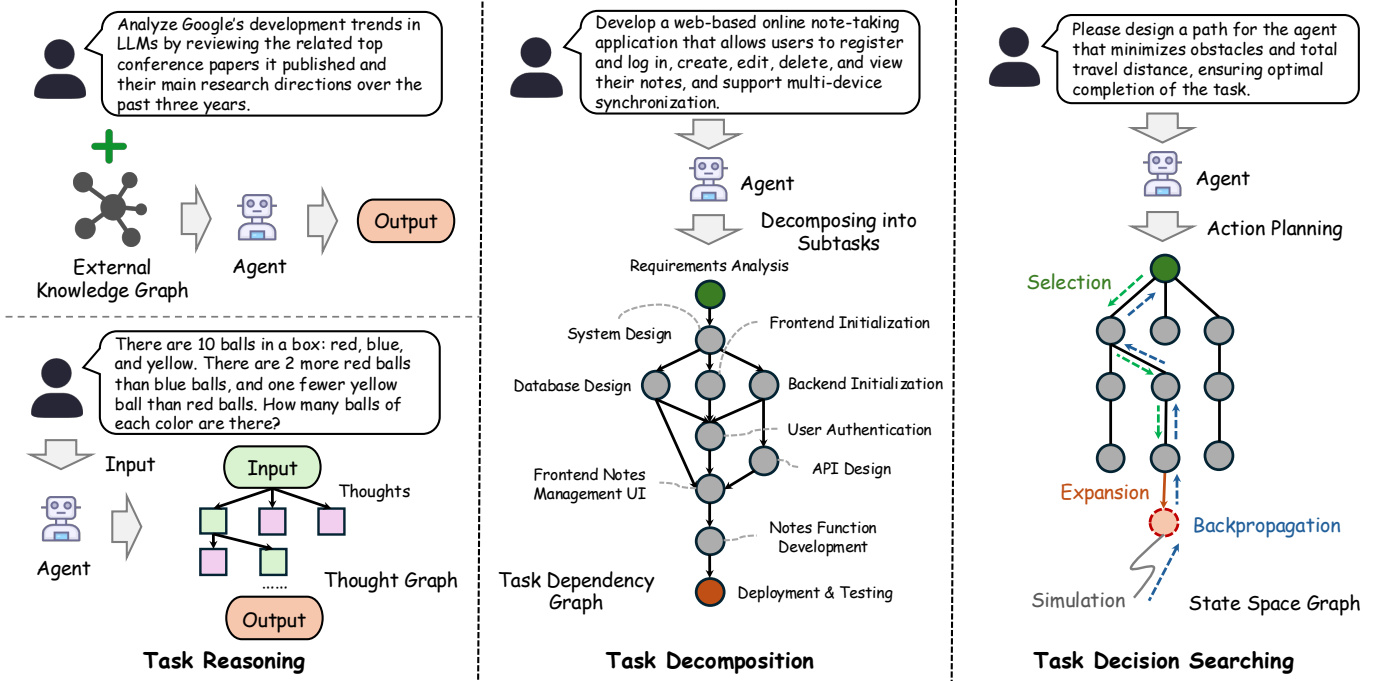 Analyze Google's development trends in
LLMs by reviewing the related top
conference papers it published and
their main research directions over the
past three years.
External
Knowledge Graph
Agent
Output
There are 10 balls in a box: red, blue,
and yellow. There are 2 more red balls
than blue balls, and one fewer yellow
ball than red balls. How many balls of
each color are there?
Input
Agent
Input
Thoughts
......
Thought Graph
Output
Task Reasoning
Develop a web-based online note-taking
application that allows users to register
and log in, create, edit, delete, and view
their notes, and support multi-device
synchronization.
Agent
Decomposing into
Subtasks
Requirements Analysis
System Design
Frontend Initialization
Database Design
Backend Initialization
User Authentication
API Design
Frontend Notes
Management UI
Notes Function
Development
Task Dependency
Graph
Deployment & Testing
Task Decomposition
Please design a path for the agent
that minimizes obstacles and total
travel distance, ensuring optimal
completion of the task.
Agent
Action Planning
Selection
Expansion
Backpropagation
Simulation
State Space Graph
Task Decision Searching